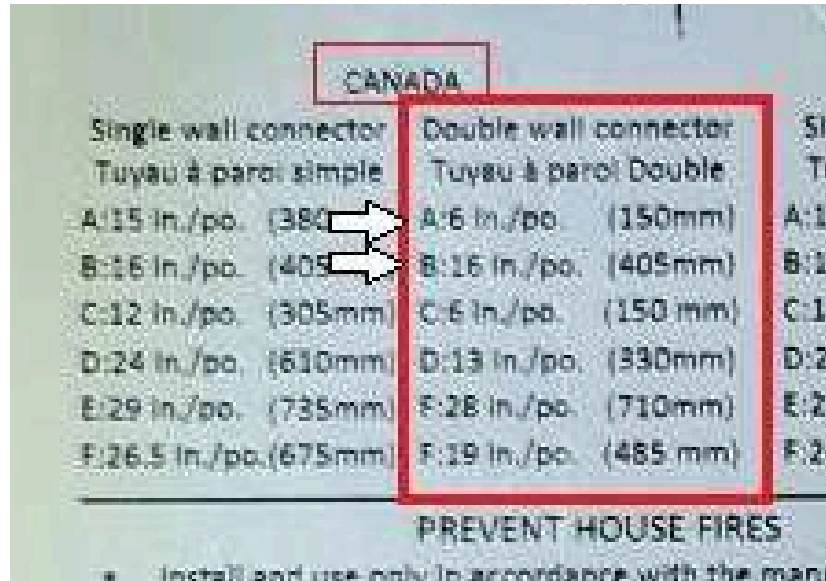 CANADA
Single wall connector
Tuyau à paroi simple
A:15 in./po. (380
B:16 in./po. (405
C:12 in./po. (305mm)
D:24 in./po. (610mm)
E:29 in./po. (735mm)
F:26.5 in./po.(675mm)
Double wall connector
Tuyau à paroi Double
A:6 in./po. (150mm)
B:16 in./po. (405mm)
C:6 in./po. (150 mm)
D:13 in./po. (330mm)
F:28 in./po. (710mm)
F:19 in./po. (485 mm)
PREVENT HOUSE FIRES
• Install and use only in accordance with the